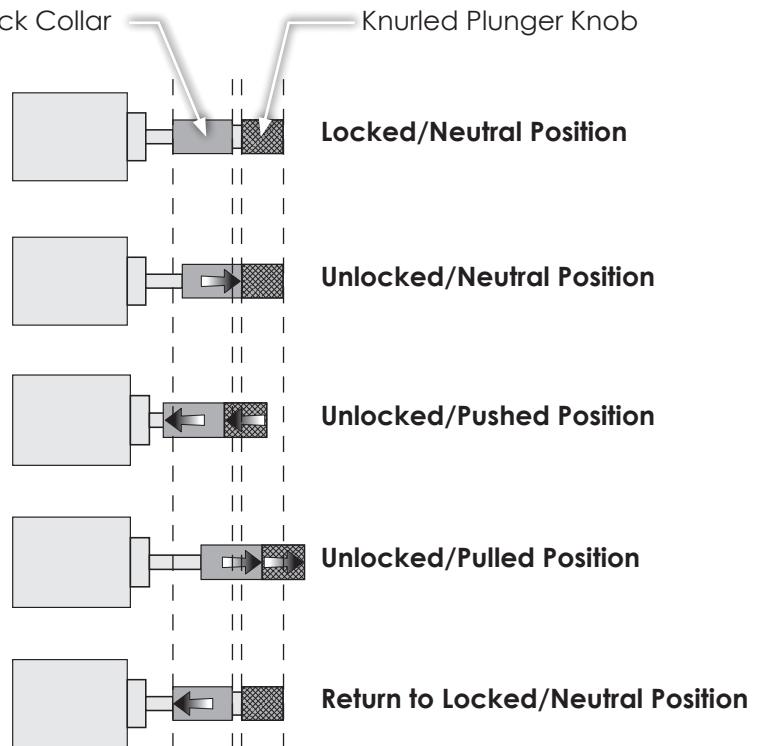 Collar
Knurled Plunger Knob
Locked/Neutral Position
Unlocked/Neutral Position
Unlocked/Pushed Position
Unlocked/Pulled Position
Return to Locked/Neutral Position